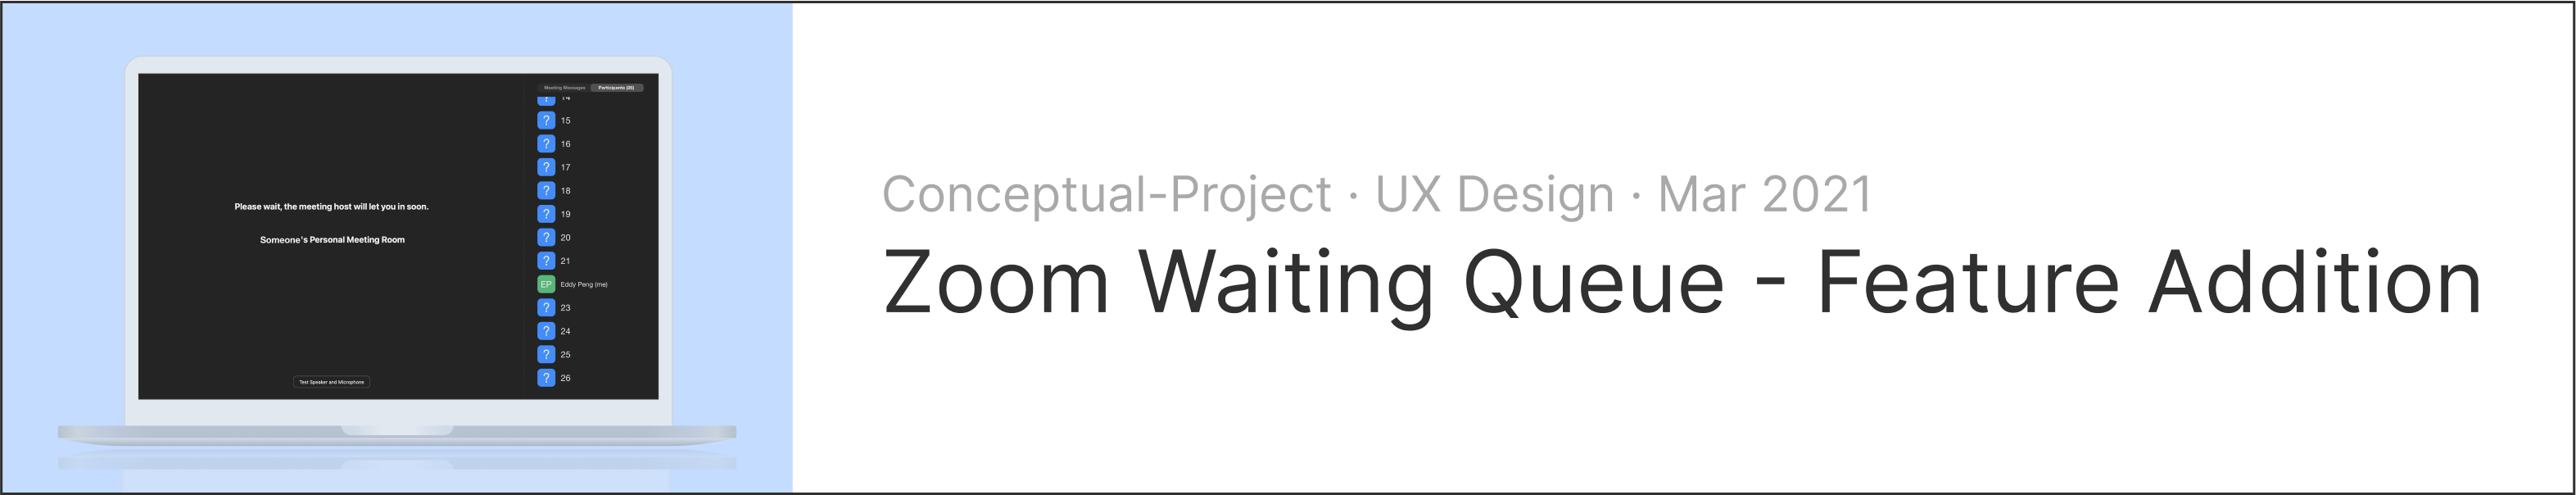 Meeting Messages Participants (26)
? 14
? 15
? 16
? 17
? 18
? 19
? 20
? 21
EP Eddy Peng (me)
? 23
? 24
? 25
? 26
Please wait, the meeting host will let you in soon.
Someone's Personal Meeting Room
Test Speaker and Microphone
Conceptual-Project · UX Design · Mar 2021
Zoom Waiting Queue - Feature Addition